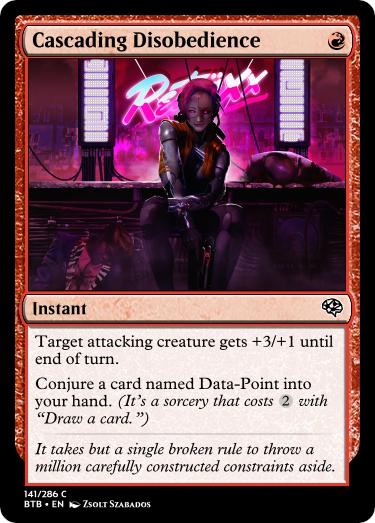 Cascading Disobedience
Instant
Target attacking creature gets +3/+1 until
end of turn.
Conjure a card named Data-Point into
your hand. (It's a sorcery that costs 2 with
“Draw a card.”)
It takes but a single broken rule to throw a
million carefully constructed constraints aside.
141/286 C
BTB • EN Zsolt Szabados